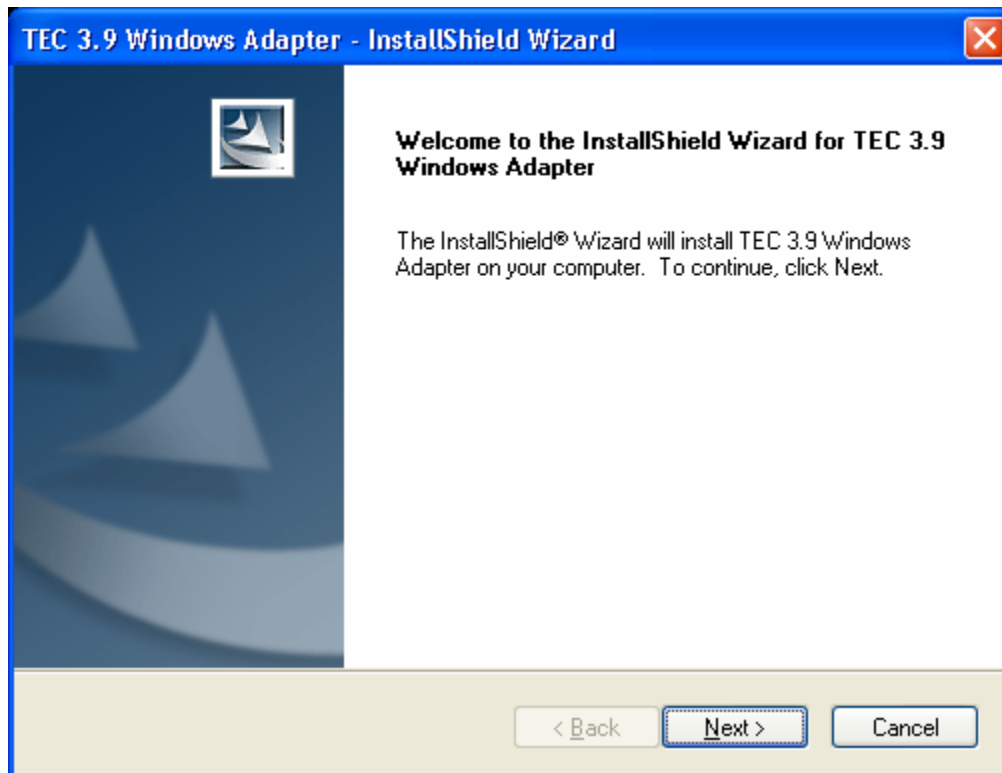 TEC 3.9 Windows Adapter - InstallShield Wizard
Welcome to the InstallShield Wizard for TEC 3.9
Windows Adapter
The InstallShield® Wizard will install TEC 3.9 Windows
Adapter on your computer.  To continue, click Next.
< Back
Next >
Cancel